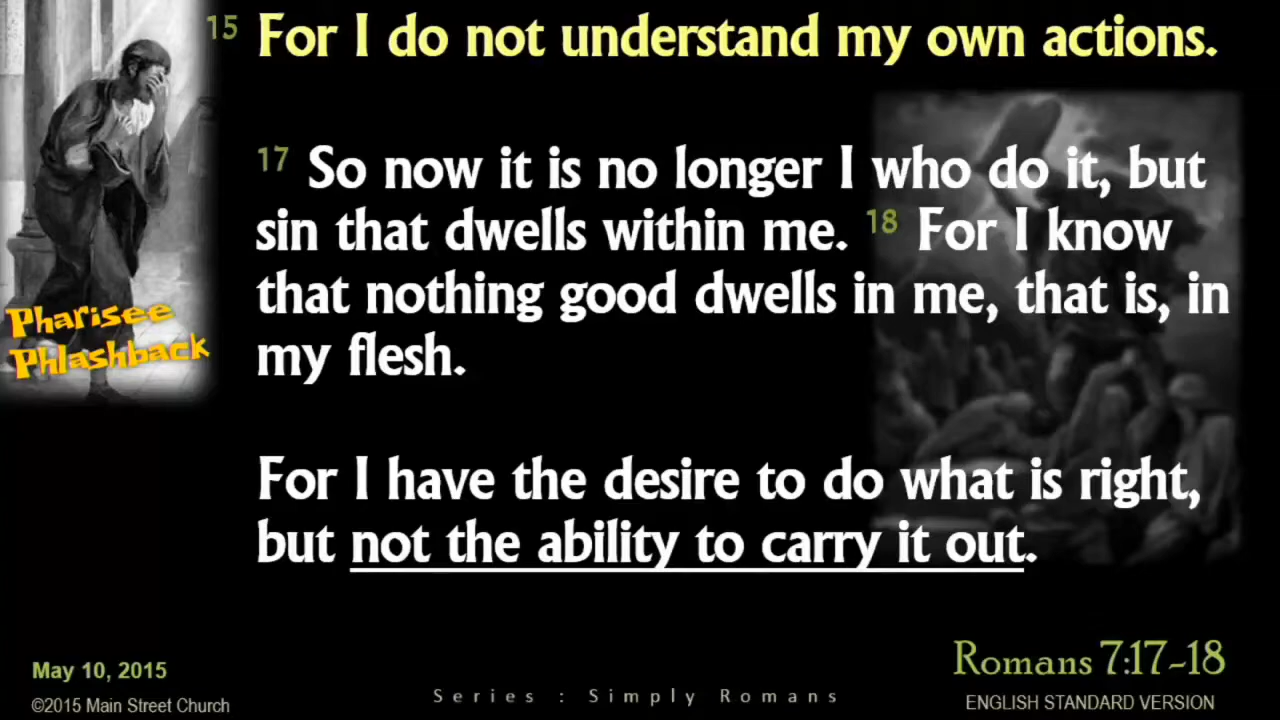 15 For I do not understand my own actions.
17 So now it is no longer I who do it, but
sin that dwells within me. 18 For I know
that nothing good dwells in me, that is, in
my flesh.
For I have the desire to do what is right,
but not the ability to carry it out.
Pharisee
Phlashback
May 10, 2015
©2015 Main Street Church
Series : Simply Romans
Romans 7:17-18
ENGLISH STANDARD VERSION